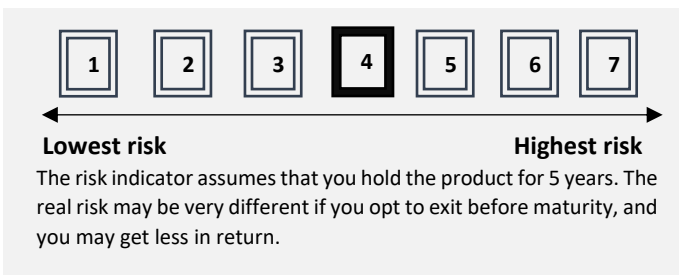 1 2 3 4 5 6 7
Lowest risk Highest risk
The risk indicator assumes that you hold the product for 5 years. The
real risk may be very different if you opt to exit before maturity, and
you may get less in return.